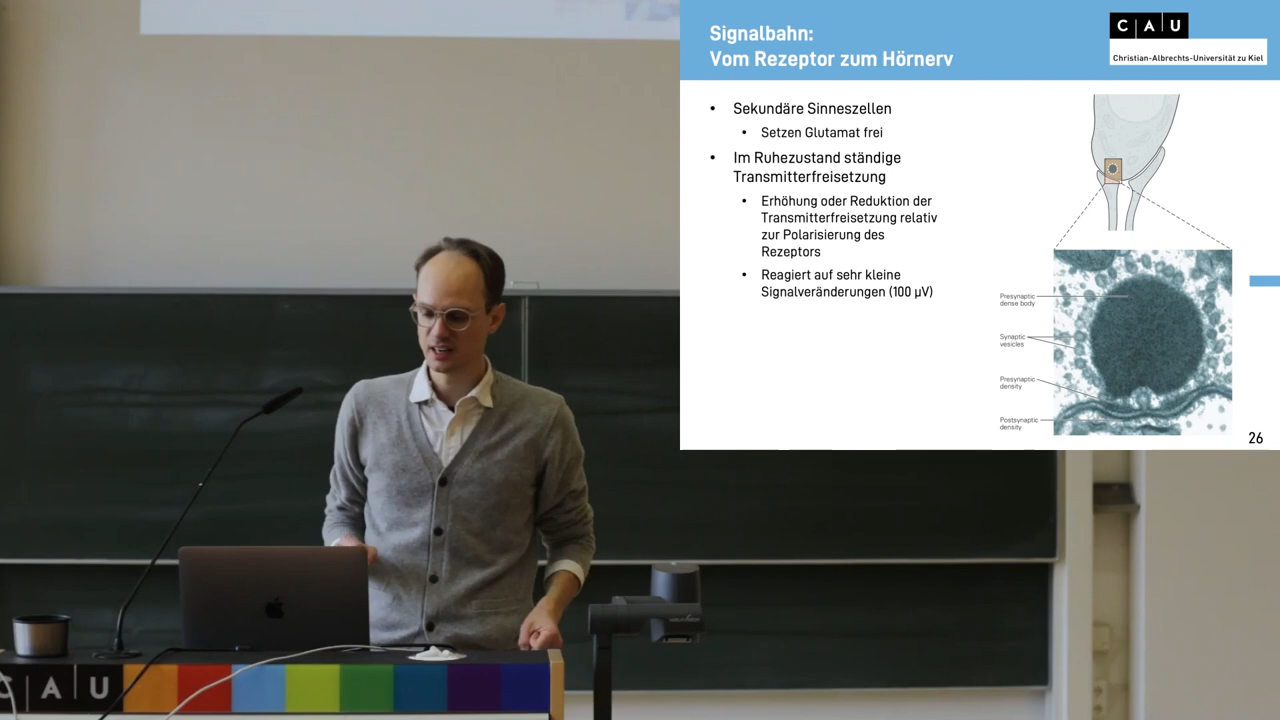 Signalbahn:
Vom Rezeptor zum Hörnerv
C A U
Christian-Albrechts-Universität zu Kiel
• Sekundäre Sinneszellen
• Setzen Glutamat frei
• Im Ruhezustand ständige
Transmitterfreisetzung
• Erhöhung oder Reduktion der
Transmitterfreisetzung relativ
zur Polarisierung des
Rezeptors
• Reagiert auf sehr kleine
Signalveränderungen (100 µV)
Presynaptic
dense body
Synaptic
vesicles
Presynaptic
density
Postsynaptic
density
26
C A U